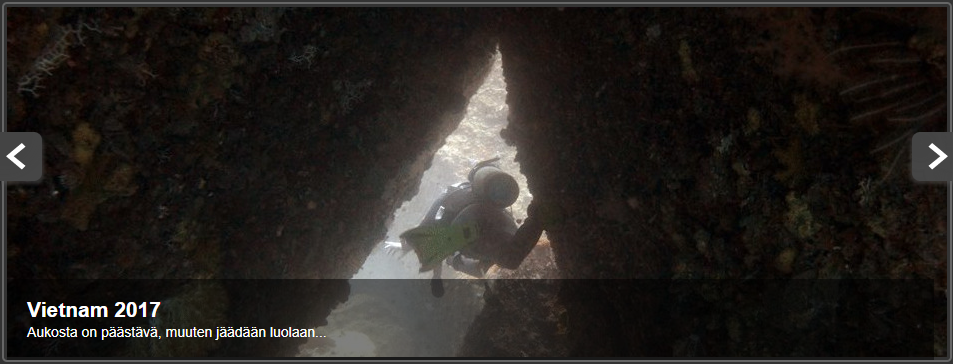 Vietnam 2017
Aukosta on päästävä, muuten jäädään luolaan...